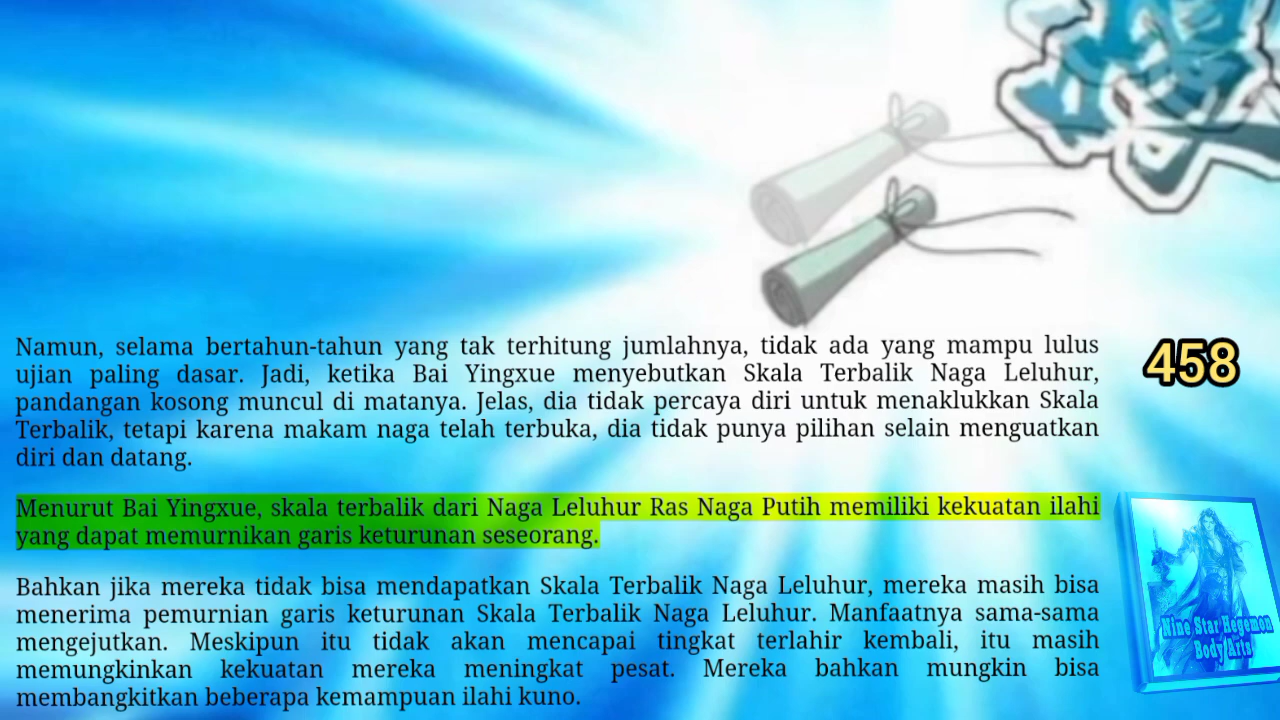 Namun, selama bertahun-tahun yang tak terhitung jumlahnya, tidak ada yang mampu lulus
ujian paling dasar. Jadi, ketika Bai Yingxue menyebutkan Skala Terbalik Naga Leluhur,
pandangan kosong muncul di matanya. Jelas, dia tidak percaya diri untuk menaklukkan Skala
Terbalik, tetapi karena makam naga telah terbuka, dia tidak punya pilihan selain menguatkan
diri dan datang.
458
Menurut Bai Yingxue, skala terbalik dari Naga Leluhur Ras Naga Putih memiliki kekuatan ilahi
yang dapat memurnikan garis keturunan seseorang.
Bahkan jika mereka tidak bisa mendapatkan Skala Terbalik Naga Leluhur, mereka masih bisa
menerima pemurnian garis keturunan Skala Terbalik Naga Leluhur. Manfaatnya sama-sama
mengejutkan. Meskipun itu tidak akan mencapai tingkat terlahir kembali, itu masih
memungkinkan kekuatan mereka meningkat pesat. Mereka bahkan mungkin bisa
membangkitkan beberapa kemampuan ilahi kuno.
Nine Star Hegemon
Body Arts